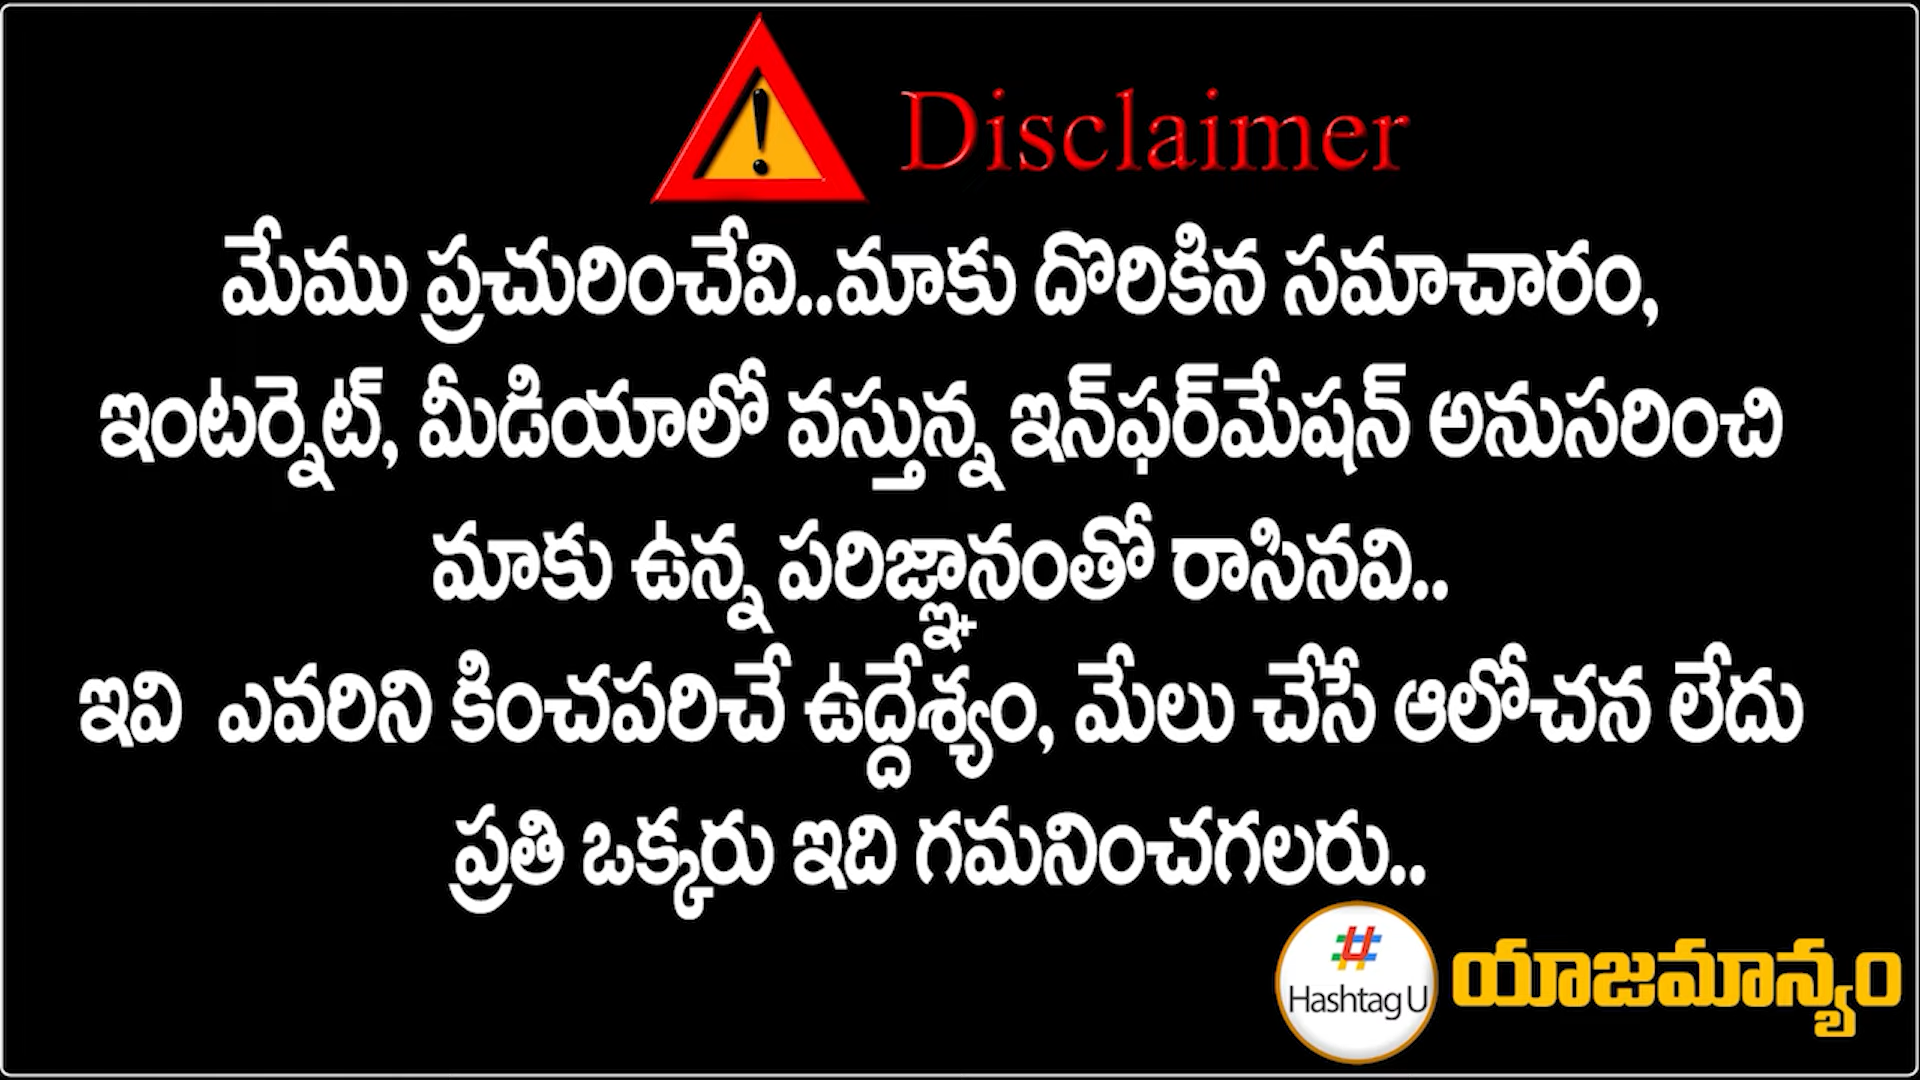 Disclaimer
మేము ప్రచురించేవి..మాకు దొరికిన సమాచారం,
ఇంటర్నెట్, మీడియాలో వస్తున్న ఇన్‌ఫర్‌మేషన్ అనుసరించి
మాకు ఉన్న పరిజ్ఞానంతో రాసినవి..
ఇవి ఎవరిని కించపరిచే ఉద్దేశ్యం, మేలు చేసే ఆలోచన లేదు
ప్రతి ఒక్కరు ఇది గమనించగలరు..
Hashtag U యాజమాన్యం